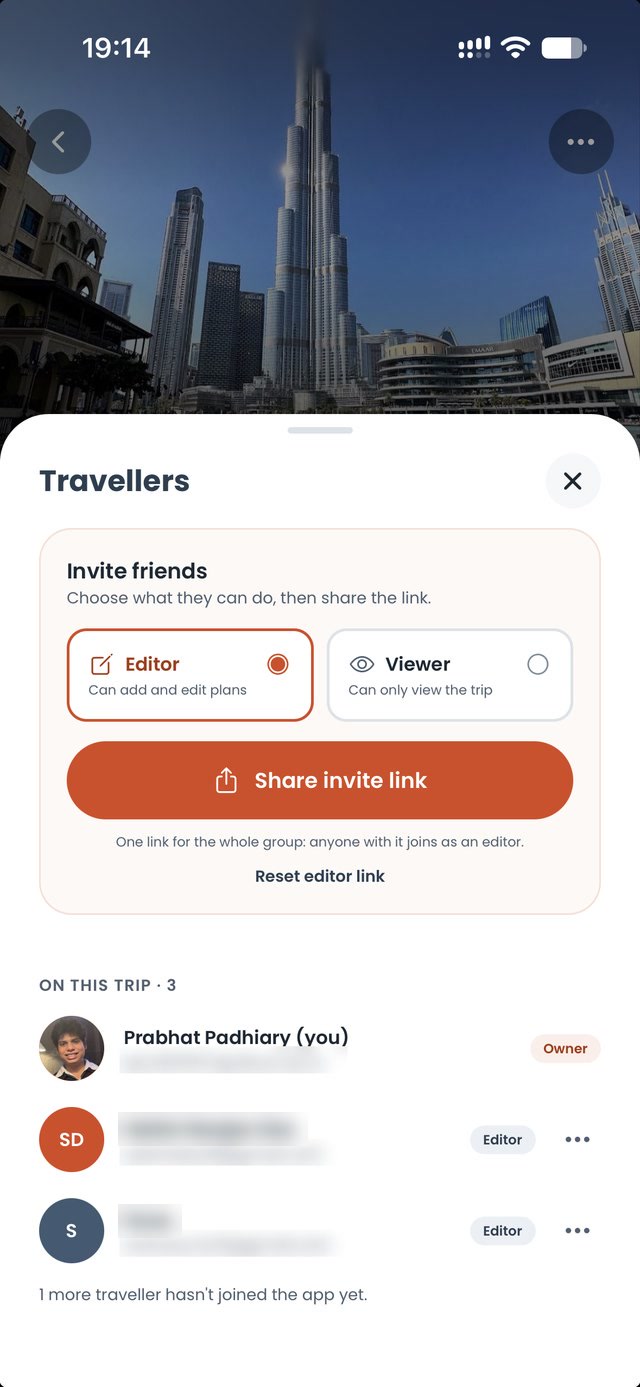 19:14
Travellers
Invite friends
Choose what they can do, then share the link.
Editor
Can add and edit plans
Viewer
Can only view the trip
Share invite link
One link for the whole group: anyone with it joins as an editor.
Reset editor link
ON THIS TRIP · 3
Prabhat Padhiary (you)
Owner
SD
Editor
S
Editor
1 more traveller hasn't joined the app yet.